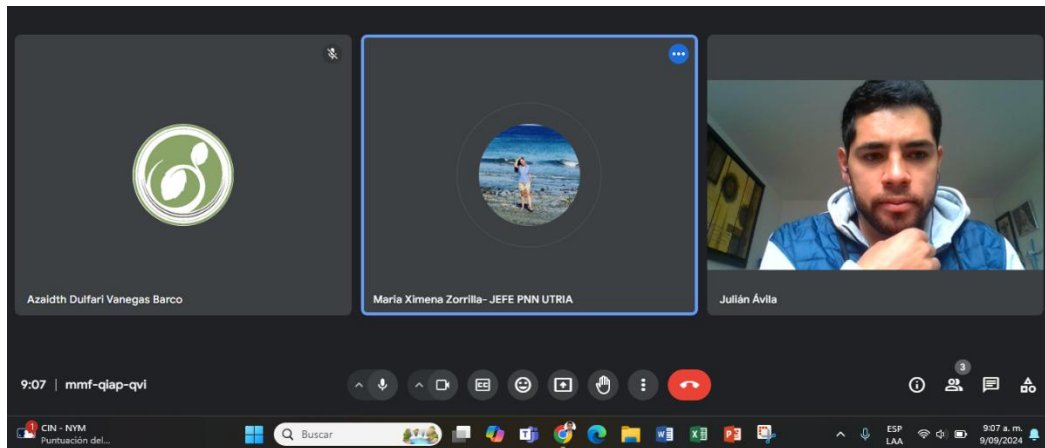 Azaidth Dulfari Vanegas Barco
Maria Ximena Zorrilla- JEFE PNN UTRIA
Julián Ávila
9:07 | mmf-qiap-qvi
3
1
CIN - NYM
Puntuación del...
Buscar
ESP
LAA
9:07 a. m.
9/09/2024